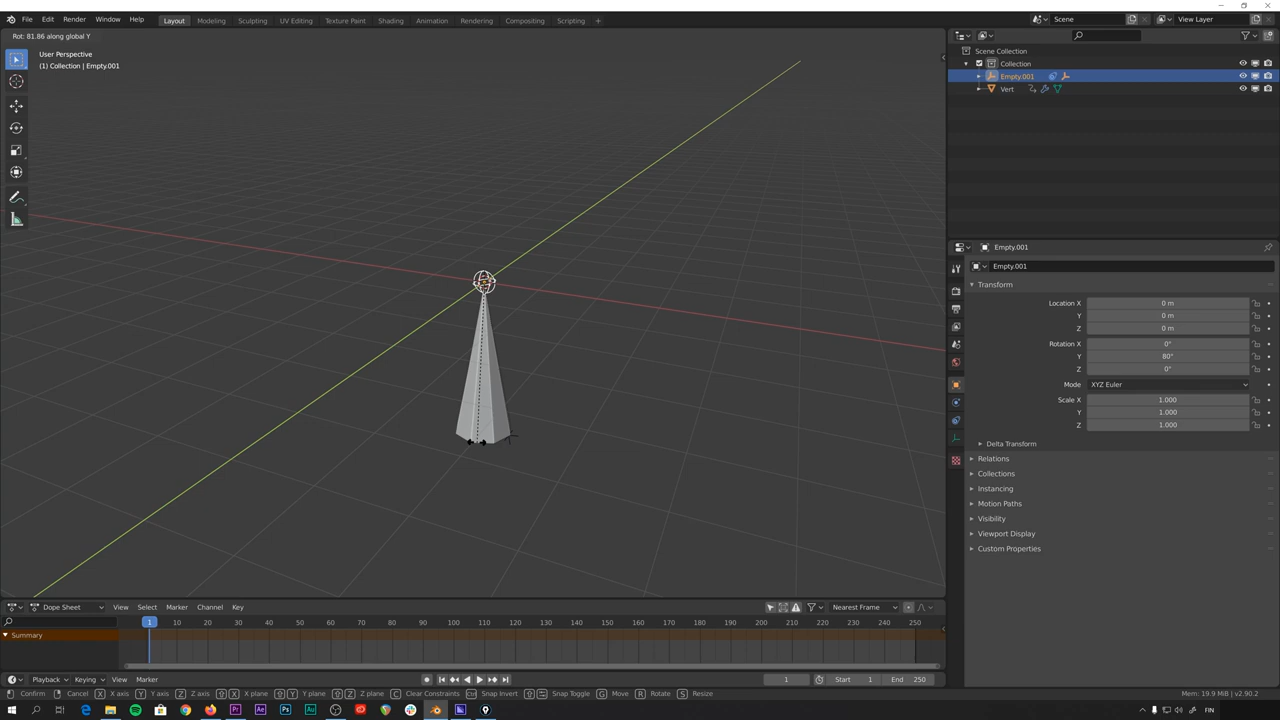 File Edit Render Window Help Layout Modeling Sculpting UV Editing Texture Paint Shading Animation Rendering Compositing Scripting + Scene View Layer
Rot: 81.86 along global Y
User Perspective
(1) Collection | Empty.001
Scene Collection
Collection
Empty.001
Vert
Empty.001
Empty.001
Transform
Location X 0 m
Y 0 m
Z 0 m
Rotation X 0°
Y 80°
Z 0°
Mode XYZ Euler
Scale X 1.000
Y 1.000
Z 1.000
Delta Transform
Relations
Collections
Instancing
Motion Paths
Visibility
Viewport Display
Custom Properties
Dope Sheet View Select Marker Channel Key Nearest Frame
1 10 20 30 40 50 60 70 80 90 100 110 120 130 140 150 160 170 180 190 200 210 220 230 240 250
Summary
Playback Keying View Marker 1 Start 1 End 250
Confirm Cancel X X axis Y Y axis Z Z axis X X plane Y Y plane Z Z plane C Clear Constraints Ctrl Snap Invert Snap Toggle G Move R Rotate S Resize Mem: 19.9 MiB | v2.90.2
Pr Ae Ps Au FIN